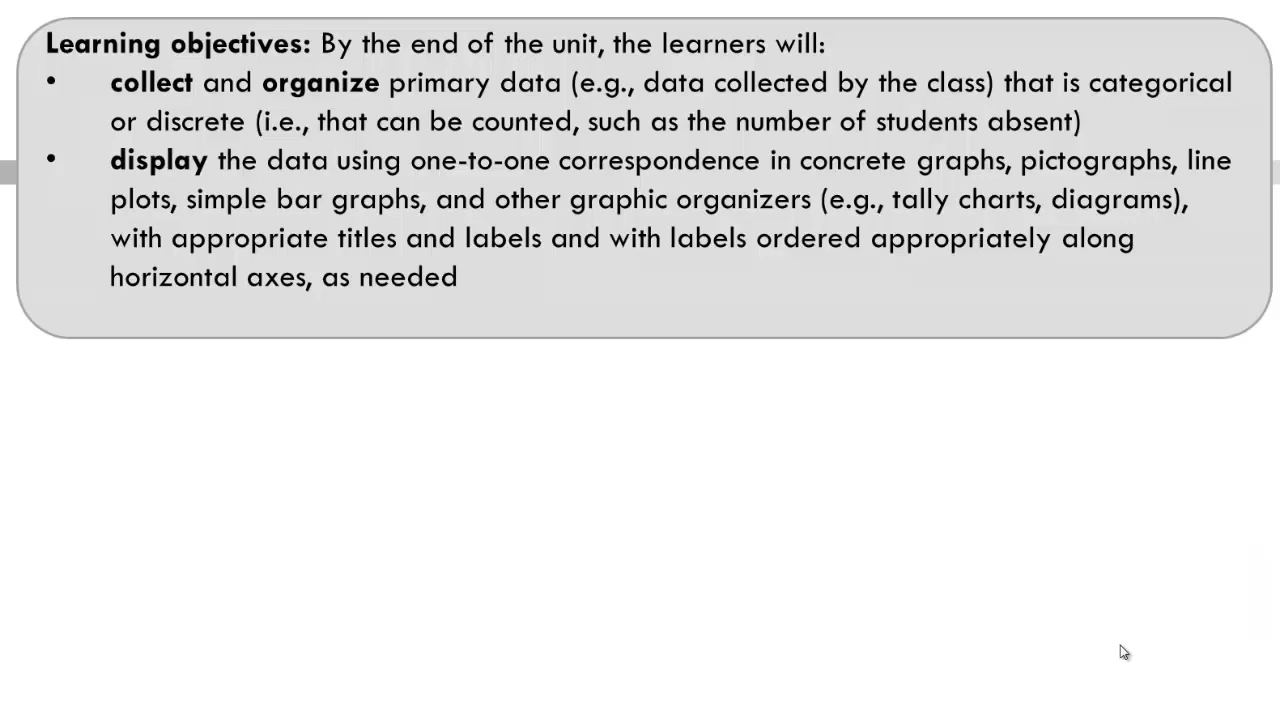 Learning objectives: By the end of the unit, the learners will:
• collect and organize primary data (e.g., data collected by the class) that is categorical
or discrete (i.e., that can be counted, such as the number of students absent)
• display the data using one-to-one correspondence in concrete graphs, pictographs, line
plots, simple bar graphs, and other graphic organizers (e.g., tally charts, diagrams),
with appropriate titles and labels and with labels ordered appropriately along
horizontal axes, as needed